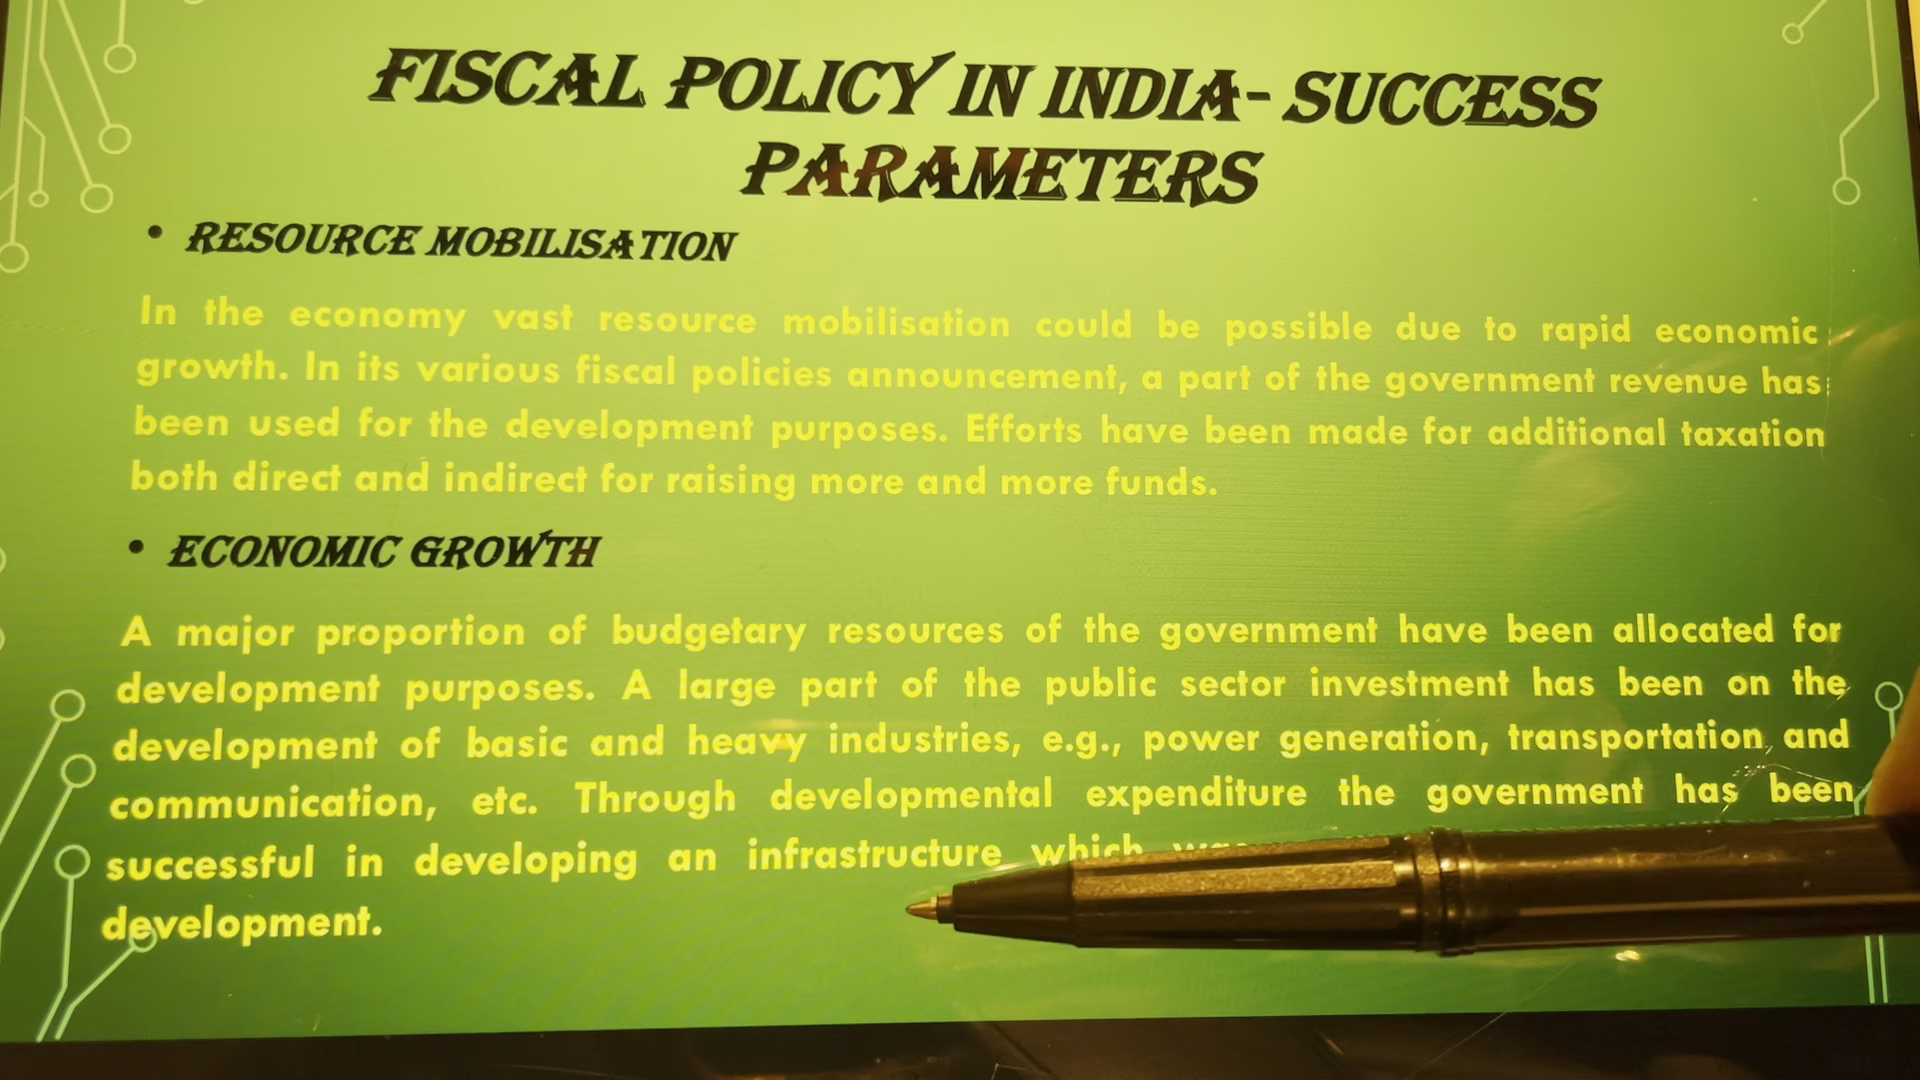 FISCAL POLICY IN INDIA- SUCCESS
PARAMETERS
• RESOURCE MOBILISATION
In the economy vast resource mobilisation could be possible due to rapid economic
growth. In its various fiscal policies announcement, a part of the government revenue has
been used for the development purposes. Efforts have been made for additional taxation
both direct and indirect for raising more and more funds.
• ECONOMIC GROWTH
A major proportion of budgetary resources of the government have been allocated for
development purposes. A large part of the public sector investment has been on the
development of basic and heavy industries, e.g., power generation, transportation and
communication, etc. Through developmental expenditure the government has been
successful in developing an infrastructure which
development.